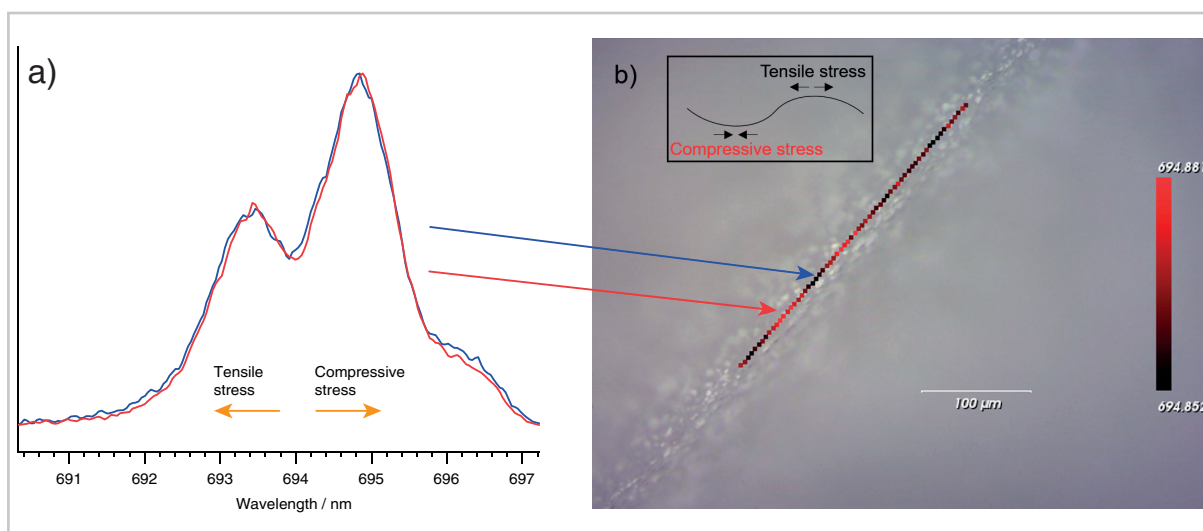 a)
Tensile
stress
Compressive
stress
691
692
693
694
695
696
697
Wavelength / nm
b)
Tensile stress
Compressive stress
694.881
694.852
100 µm